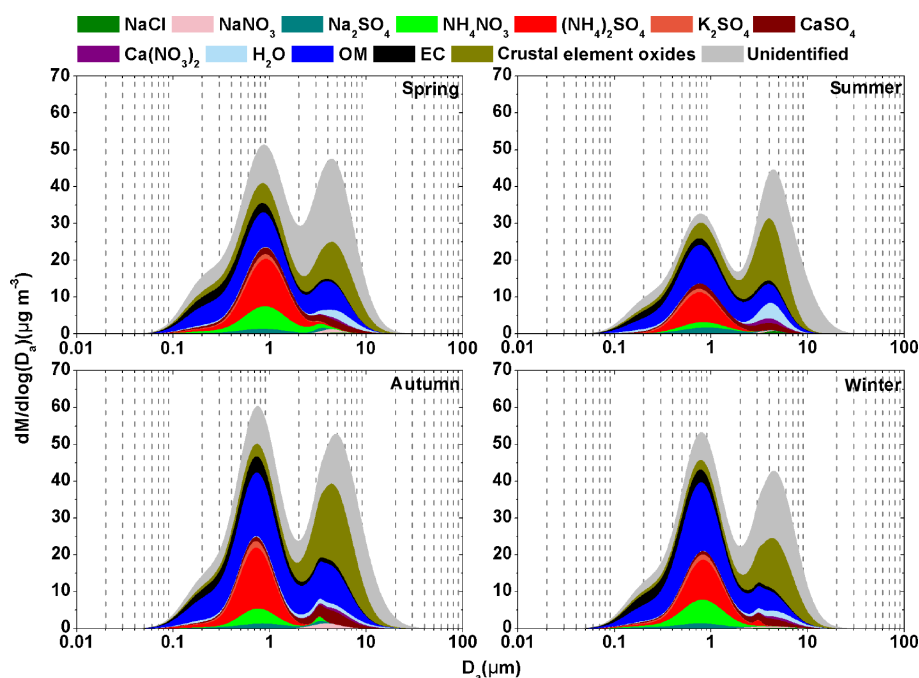 NaCl NaNO₃ Na₂SO₄ NH₄NO₃ (NH₄)₂SO₄ K₂SO₄ CaSO₄
Ca(NO₃)₂ H₂O OM EC Crustal element oxides Unidentified
70 60 50 40 30 20 10 0
Spring
0.01 0.1 1 10 100
70 60 50 40 30 20 10 0
Summer
0.01 0.1 1 10 100
dM/dlog(Dₐ)(µg m⁻³)
70 60 50 40 30 20 10 0
Autumn
0.01 0.1 1 10 100
70 60 50 40 30 20 10 0
Winter
0.01 0.1 1 10 100
Dₐ(µm)